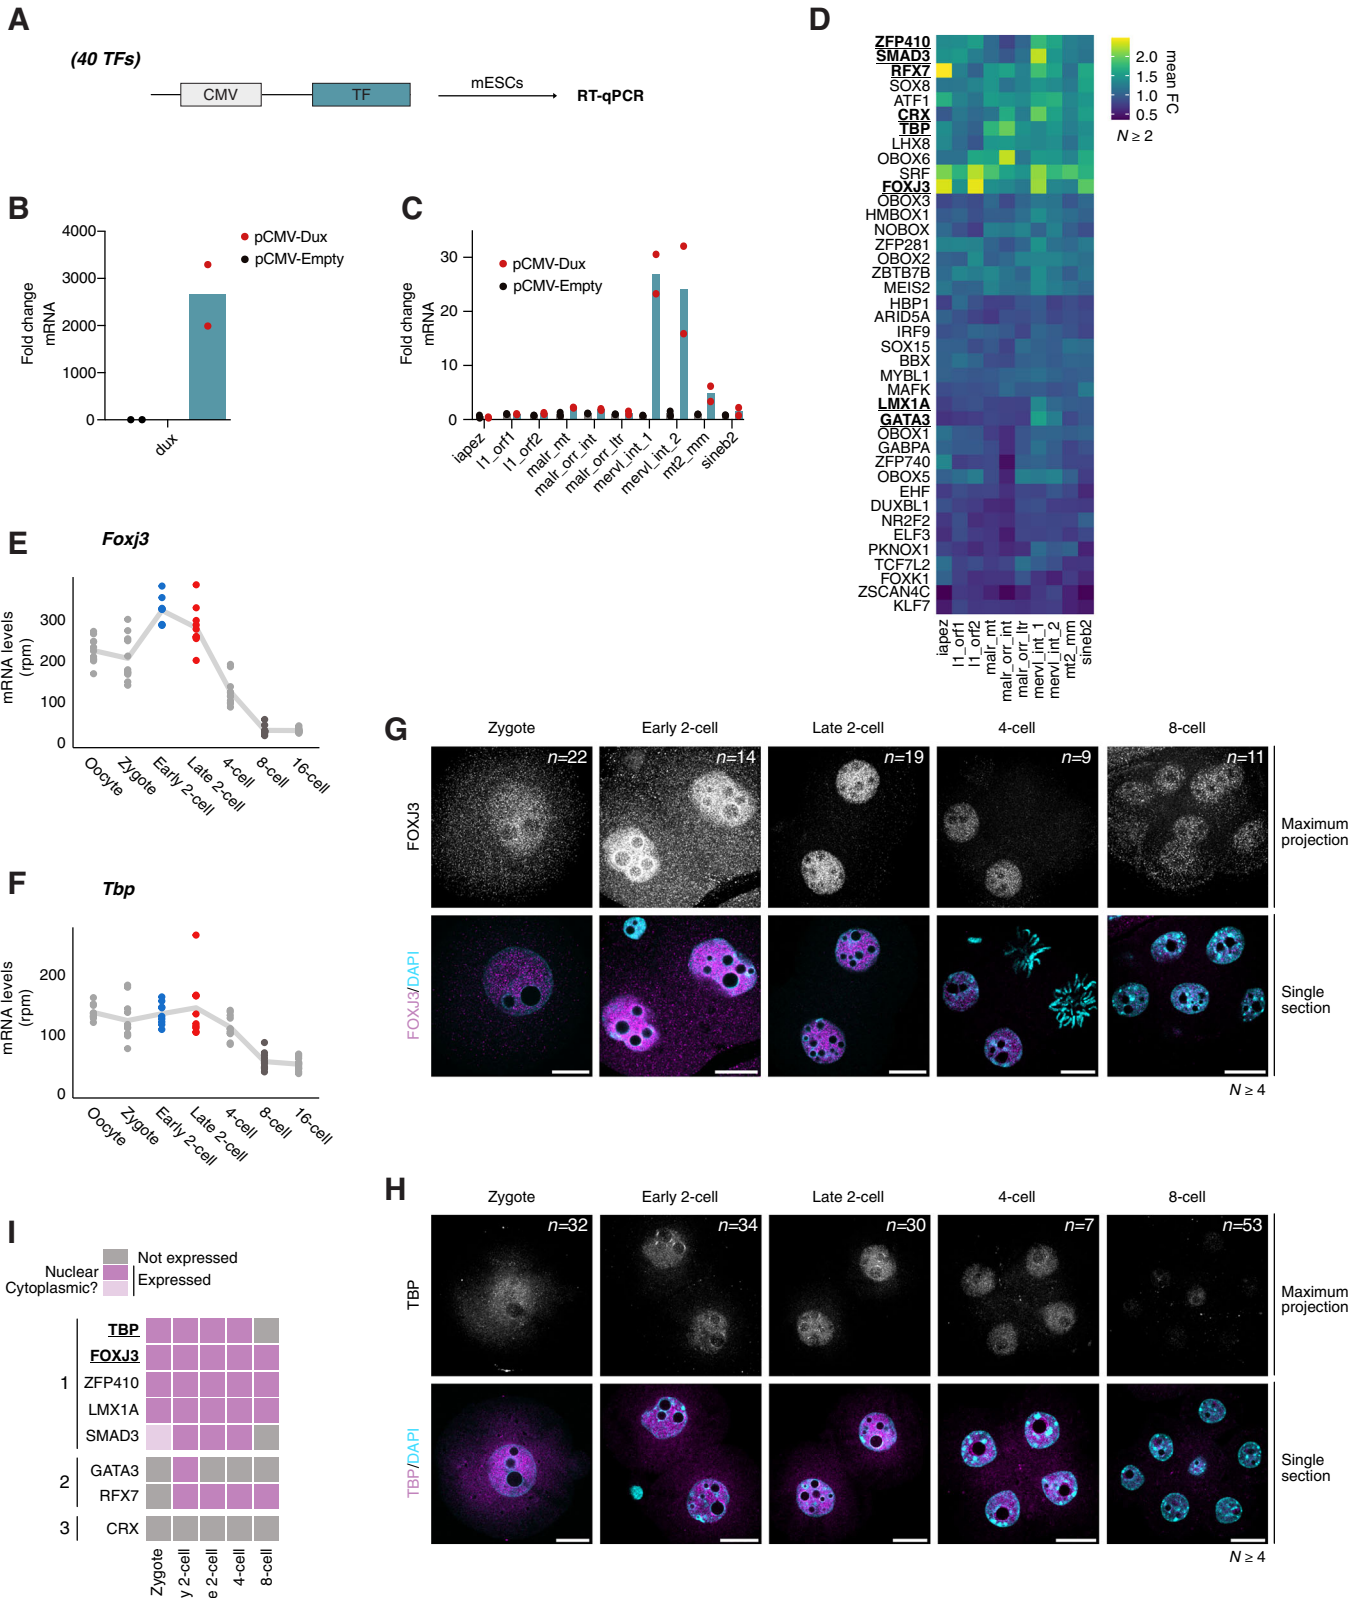 A
(40 TFs)
CMV
TF
mESCs
RT-qPCR
B
4000
3000
2000
1000
0
Fold change
mRNA
pCMV-Dux
pCMV-Empty
dux
C
30
20
10
0
Fold change
mRNA
pCMV-Dux
pCMV-Empty
iapez
l1_orf1
l1_orf2
malr_mt
malr_orr_int
malr_orr_ltr
mervl_int_1
mervl_int_2
mt2_mm
sineb2
D
ZFP410
SMAD3
RFX7
SOX8
ATF1
CRX
TBP
LHX8
OBOX6
SRF
FOXJ3
OBOX3
HMBOX1
NOBOX
ZFP281
OBOX2
ZBTB7B
MEIS2
HBP1
ARID5A
IRF9
SOX15
BBX
MYBL1
MAFK
LMX1A
GATA3
OBOX1
GABPA
ZFP740
OBOX5
EHF
DUXBL1
NR2F2
ELF3
PKNOX1
TCF7L2
FOXK1
ZSCAN4C
KLF7
iapez
l1_orf1
l1_orf2
malr_mt
malr_orr_int
malr_orr_ltr
mervl_int_1
mervl_int_2
mt2_mm
sineb2
2.0
1.0
0.5
mean FC
N ≥ 2
E
Foxj3
mRNA levels
(rpm)
300
200
100
0
Oocyte
Zygote
Early 2-cell
Late 2-cell
4-cell
8-cell
16-cell
F
Tbp
mRNA levels
(rpm)
200
100
0
Oocyte
Zygote
Early 2-cell
Late 2-cell
4-cell
8-cell
16-cell
G
Zygote
Early 2-cell
Late 2-cell
4-cell
8-cell
FOXJ3
n=22
n=14
n=19
n=9
n=11
Maximum
projection
FOXJ3/DAPI
Single
section
N ≥ 4
H
Zygote
Early 2-cell
Late 2-cell
4-cell
8-cell
TBP
n=32
n=34
n=30
n=7
n=53
Maximum
projection
TBP/DAPI
Single
section
N ≥ 4
I
Not expressed
Nuclear
Cytoplasmic?
Expressed
1
TBP
FOXJ3
ZFP410
LMX1A
SMAD3
2
GATA3
RFX7
3
CRX
Zygote
y 2-cell
e 2-cell
4-cell
8-cell